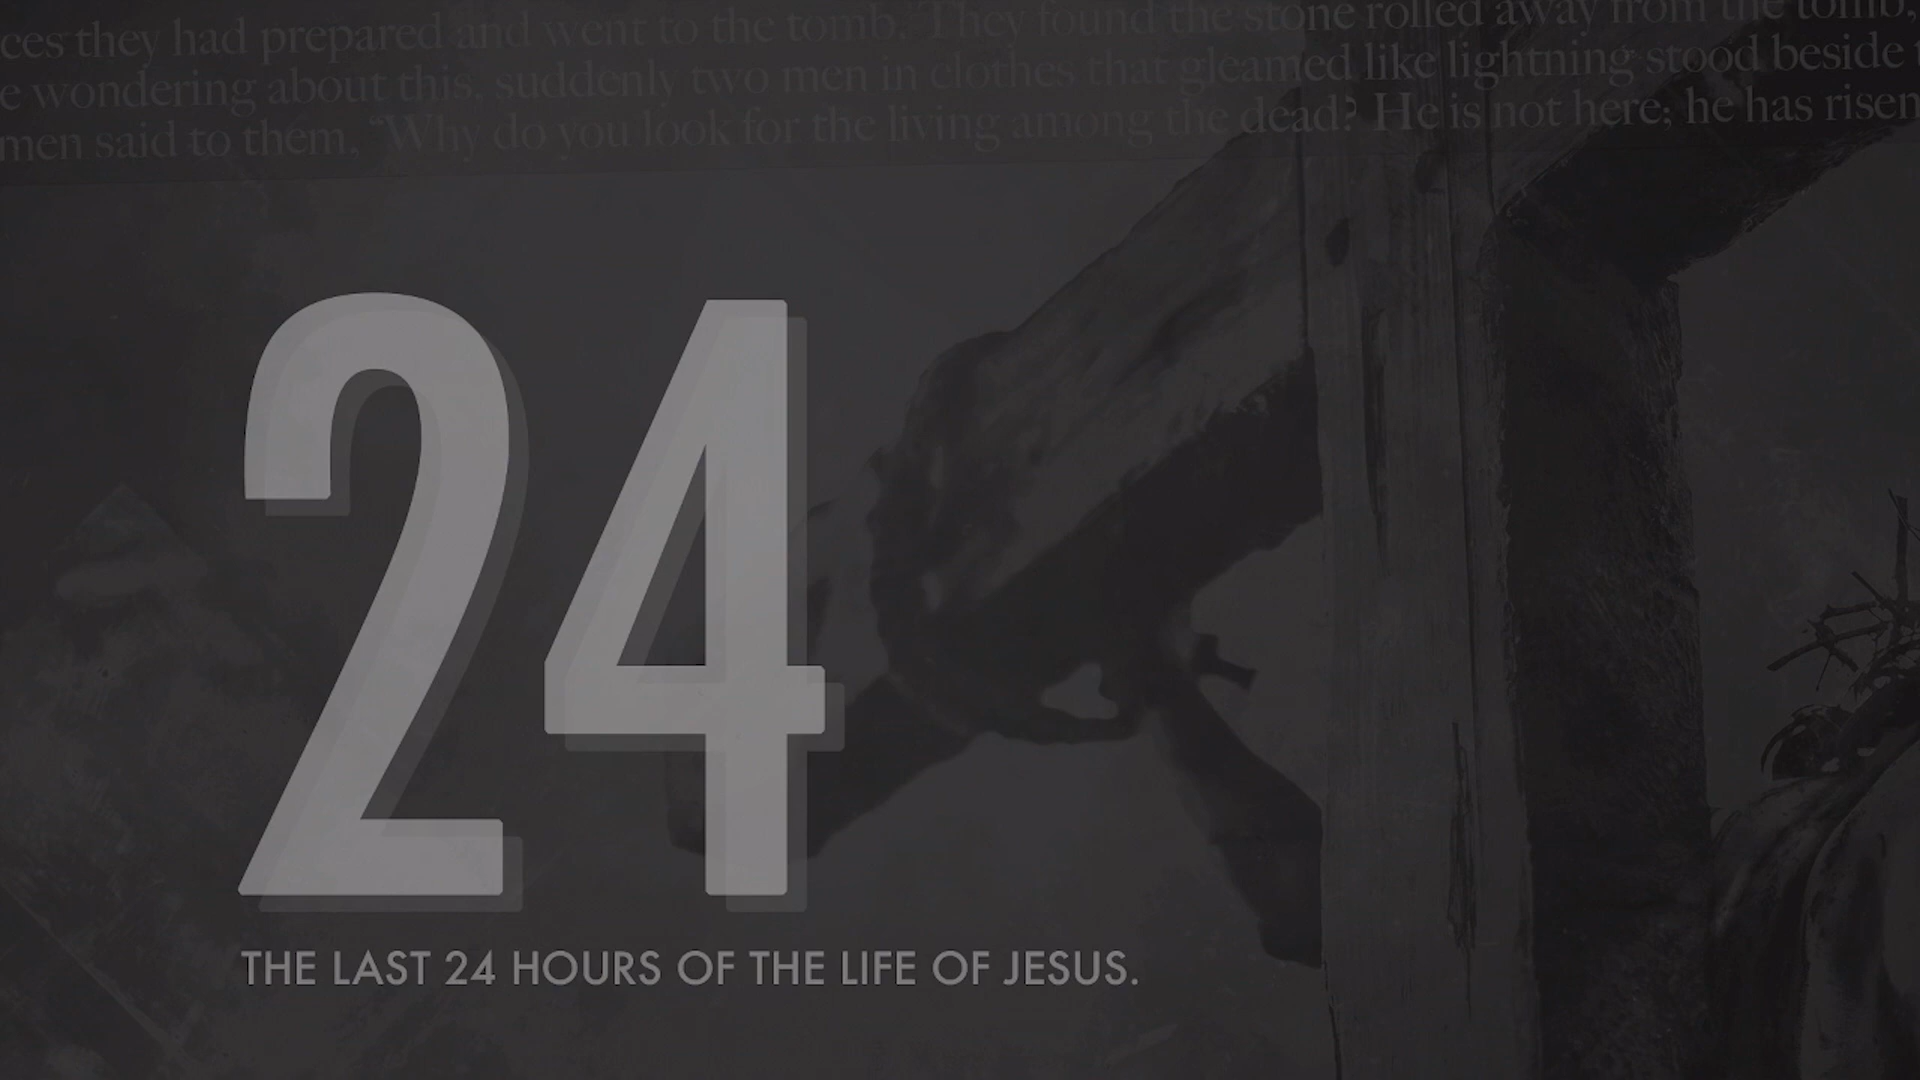 ces they had prepared and went to the tomb. They found the stone rolled away from the tomb,
e wondering about this, suddenly two men in clothes that gleamed like lightning stood beside
men said to them, “Why do you look for the living among the dead? He is not here; he has risen
24
THE LAST 24 HOURS OF THE LIFE OF JESUS.